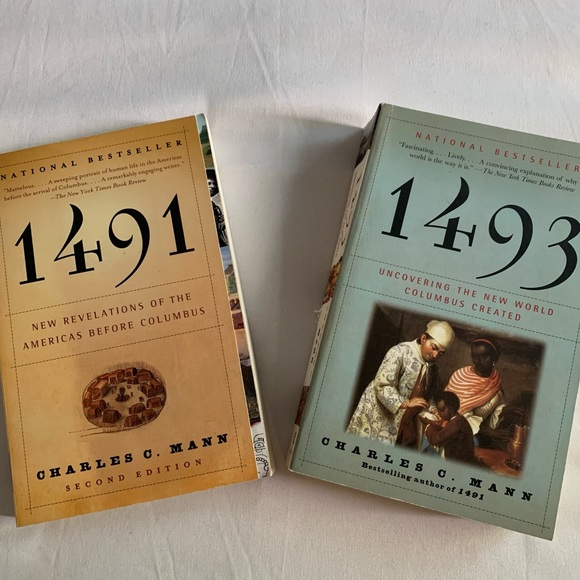 NATIONAL BESTSELLER
"Marvelous. . . . A sweeping portrait of human life in the Americas
before the arrival of Columbus. . . . A remarkably engaging writer."
—The New York Times Book Review
1491
NEW REVELATIONS OF THE
AMERICAS BEFORE COLUMBUS
CHARLES C. MANN
SECOND EDITION
NATIONAL BESTSELLER
"Fascinating. . . . Lively. . . . A convincing explanation of why
world is the way it is." —The New York Times Book Review
1493
UNCOVERING THE NEW WORLD
COLUMBUS CREATED
CHARLES C. MANN
Bestselling author of 1491